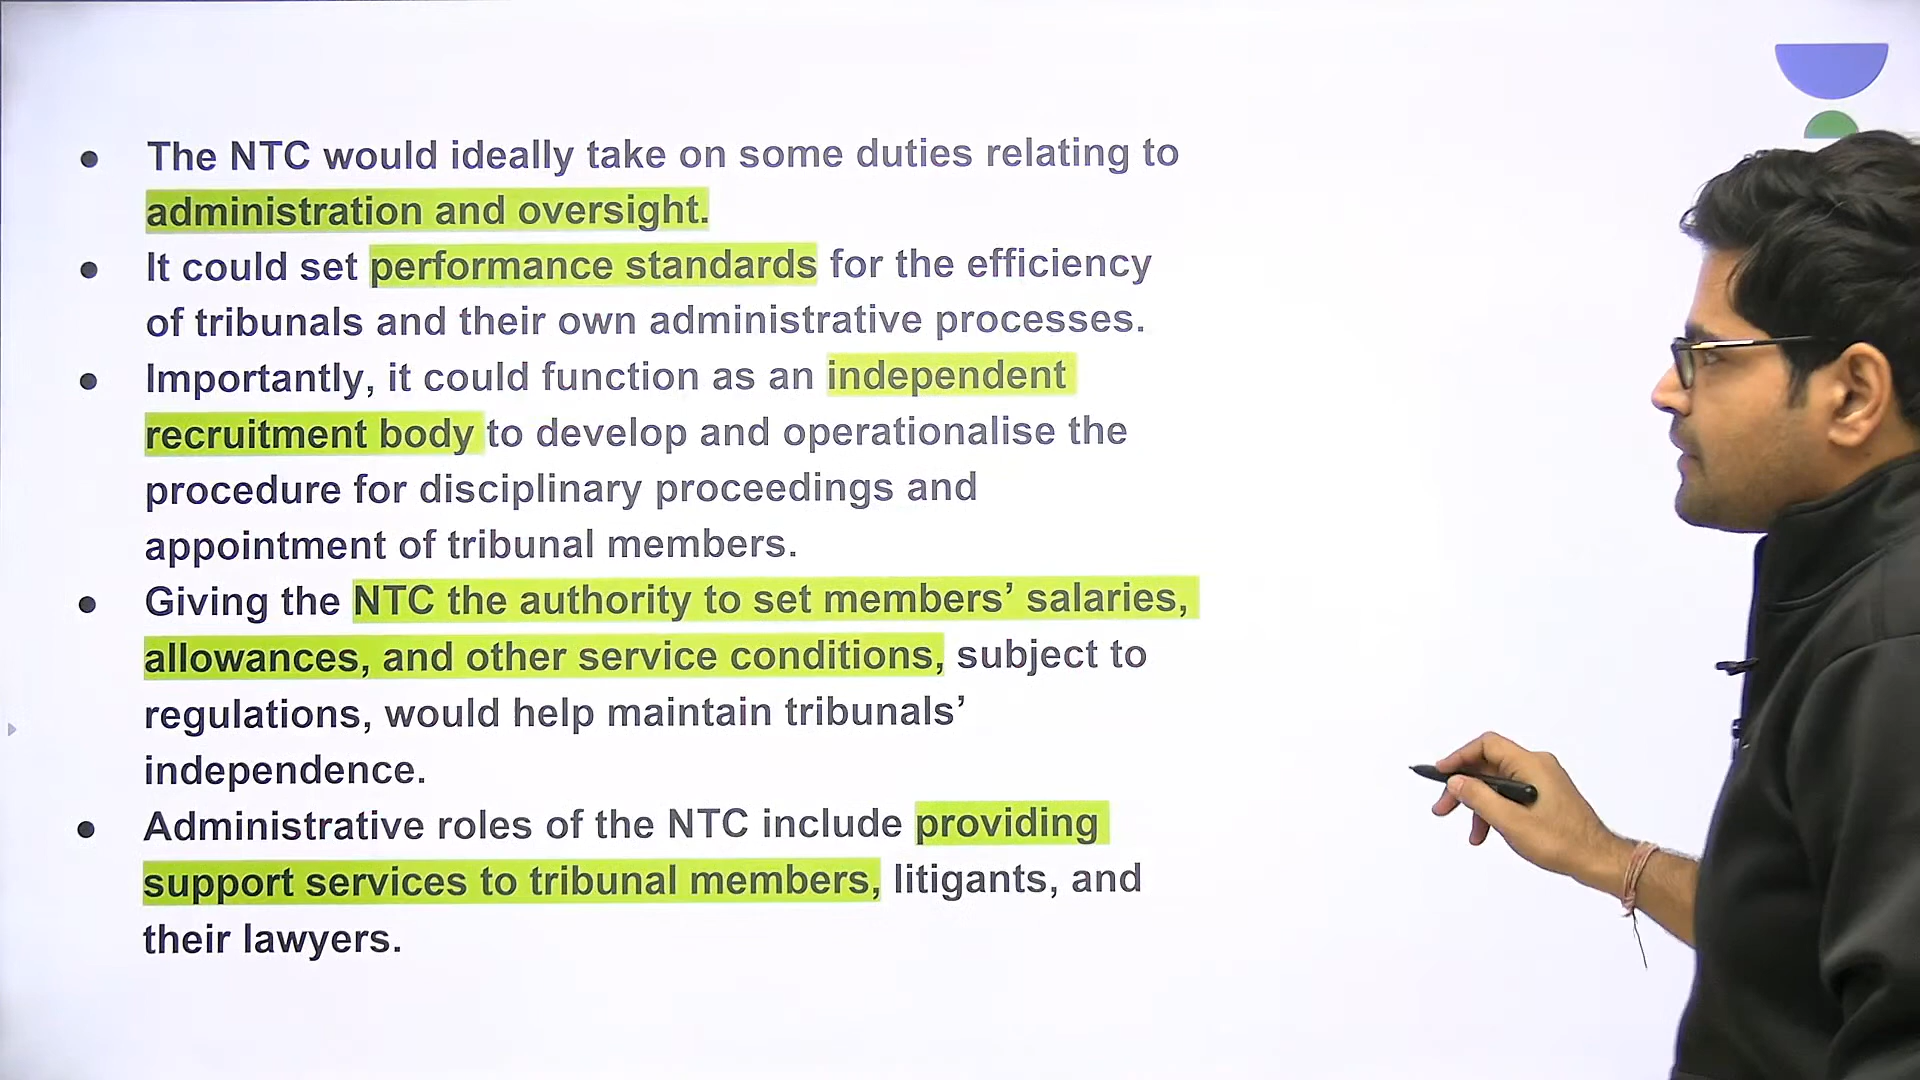 ● The NTC would ideally take on some duties relating to
administration and oversight.
● It could set performance standards for the efficiency
of tribunals and their own administrative processes.
● Importantly, it could function as an independent
recruitment body to develop and operationalise the
procedure for disciplinary proceedings and
appointment of tribunal members.
● Giving the NTC the authority to set members’ salaries,
allowances, and other service conditions, subject to
regulations, would help maintain tribunals’
independence.
● Administrative roles of the NTC include providing
support services to tribunal members, litigants, and
their lawyers.